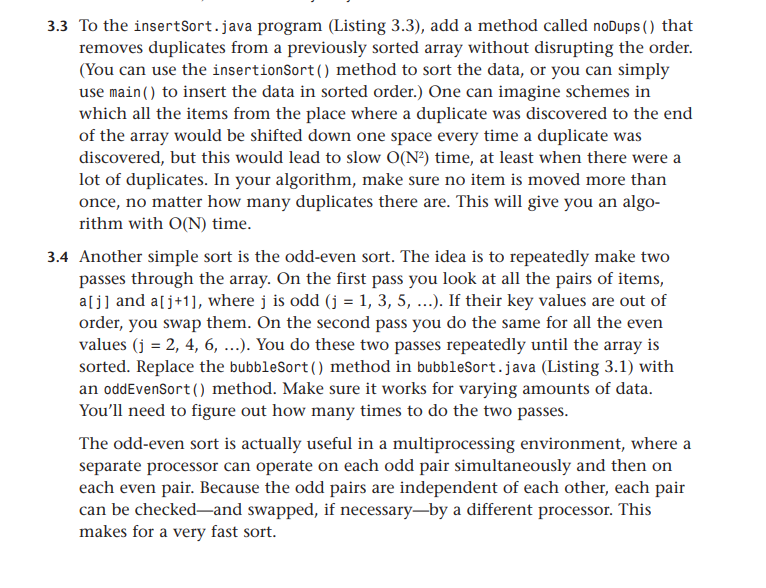 3.3 To the insertSort.java program (Listing 3.3), add a method called noDups() that
removes duplicates from a previously sorted array without disrupting the order.
(You can use the insertionSort() method to sort the data, or you can simply
use main() to insert the data in sorted order.) One can imagine schemes in
which all the items from the place where a duplicate was discovered to the end
of the array would be shifted down one space every time a duplicate was
discovered, but this would lead to slow O(N²) time, at least when there were a
lot of duplicates. In your algorithm, make sure no item is moved more than
once, no matter how many duplicates there are. This will give you an algo-
rithm with O(N) time.
3.4 Another simple sort is the odd-even sort. The idea is to repeatedly make two
passes through the array. On the first pass you look at all the pairs of items,
a[j] and a[j+1], where j is odd (j = 1, 3, 5, …). If their key values are out of
order, you swap them. On the second pass you do the same for all the even
values (j = 2, 4, 6, …). You do these two passes repeatedly until the array is
sorted. Replace the bubbleSort() method in bubbleSort.java (Listing 3.1) with
an oddEvenSort() method. Make sure it works for varying amounts of data.
You'll need to figure out how many times to do the two passes.
The odd-even sort is actually useful in a multiprocessing environment, where a
separate processor can operate on each odd pair simultaneously and then on
each even pair. Because the odd pairs are independent of each other, each pair
can be checked—and swapped, if necessary—by a different processor. This
makes for a very fast sort.